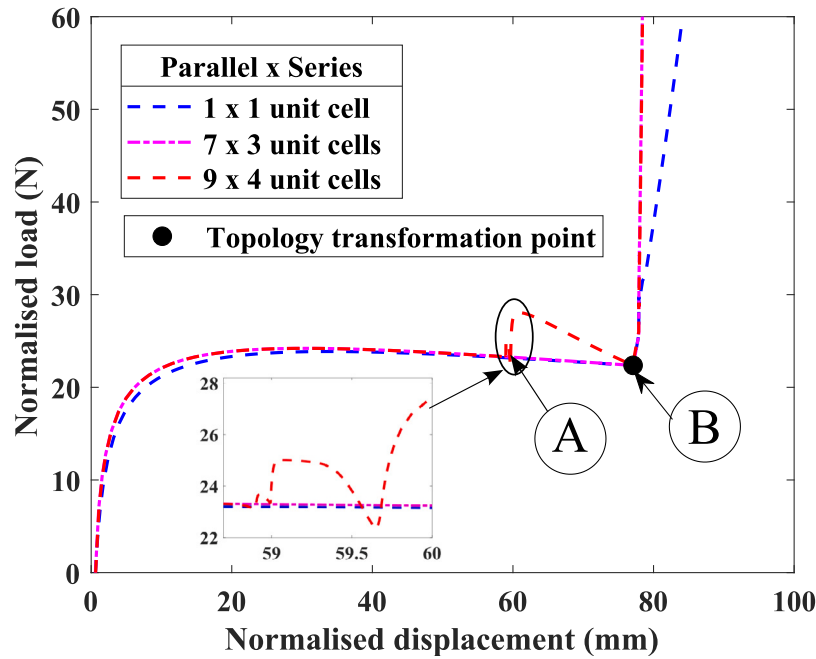 60
50
40
30
20
10
0
Normalised load (N)
Parallel x Series
1 x 1 unit cell
7 x 3 unit cells
9 x 4 unit cells
Topology transformation point
A
B
28
26
24
22
59
59.5
60
0
20
40
60
80
100
Normalised displacement (mm)